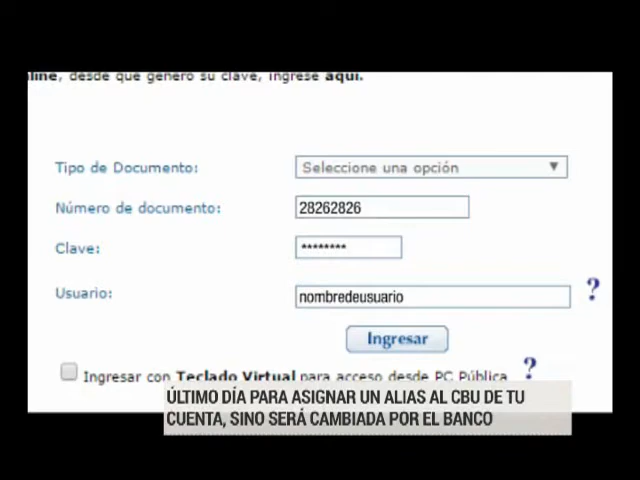 nline, desde que generó su clave, ingrese aquí.
Tipo de Documento: Seleccione una opción
Número de documento: 28262826
Clave: ********
Usuario: nombredeusuario ?
Ingresar
Ingresar con Teclado Virtual para acceso desde PC Pública. ?
ÚLTIMO DÍA PARA ASIGNAR UN ALIAS AL CBU DE TU
CUENTA, SINO SERÁ CAMBIADA POR EL BANCO